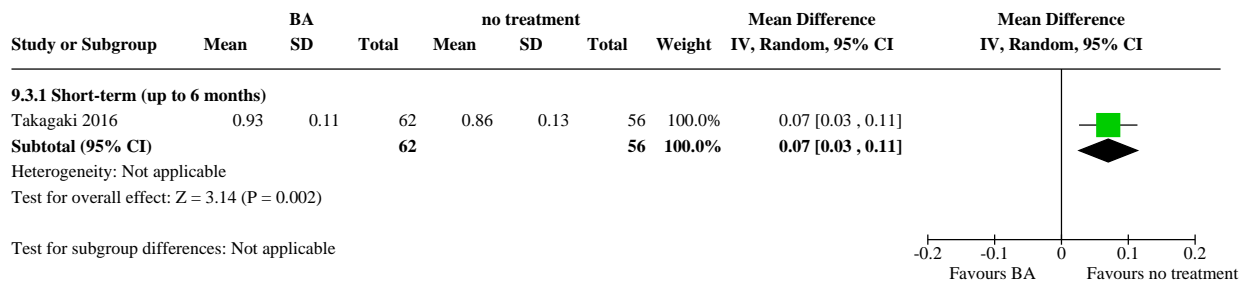 BA no treatment Mean Difference Mean Difference
Study or Subgroup Mean SD Total Mean SD Total Weight IV, Random, 95% CI IV, Random, 95% CI
9.3.1 Short-term (up to 6 months)
Takagaki 2016 0.93 0.11 62 0.86 0.13 56 100.0% 0.07 [0.03 , 0.11]
Subtotal (95% CI) 62 56 100.0% 0.07 [0.03 , 0.11]
Heterogeneity: Not applicable
Test for overall effect: Z = 3.14 (P = 0.002)
Test for subgroup differences: Not applicable
-0.2 -0.1 0 0.1 0.2
Favours BA Favours no treatment